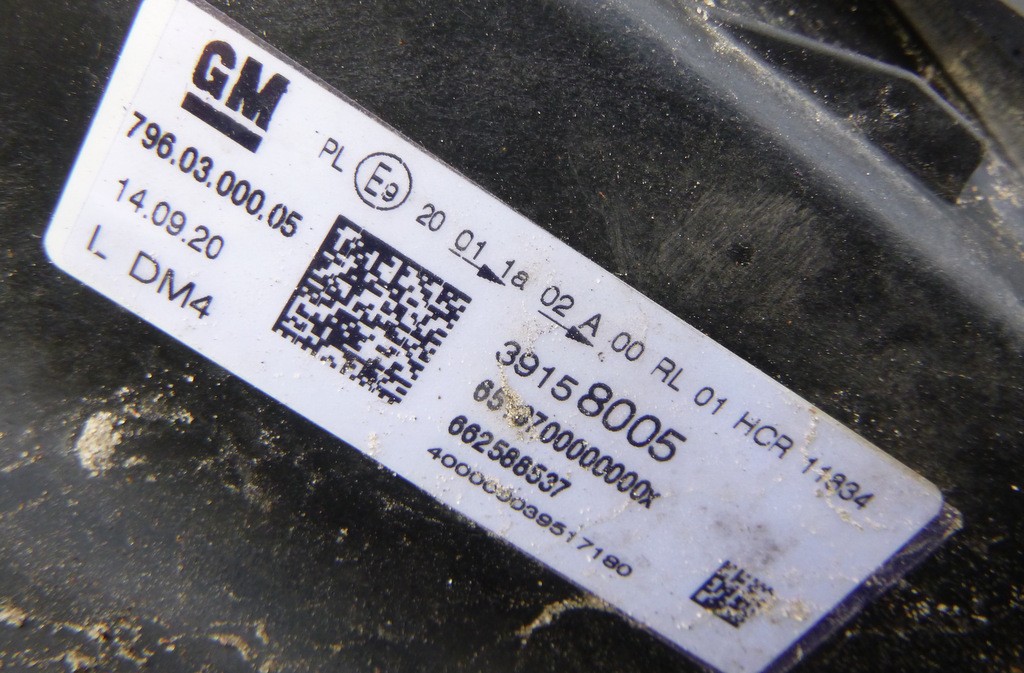 GM
796.03.000.05
14.09.20
L DM4
PL E9 20 01 1a 02 A 00 RL 01 HCR 11834
39158005
662586537